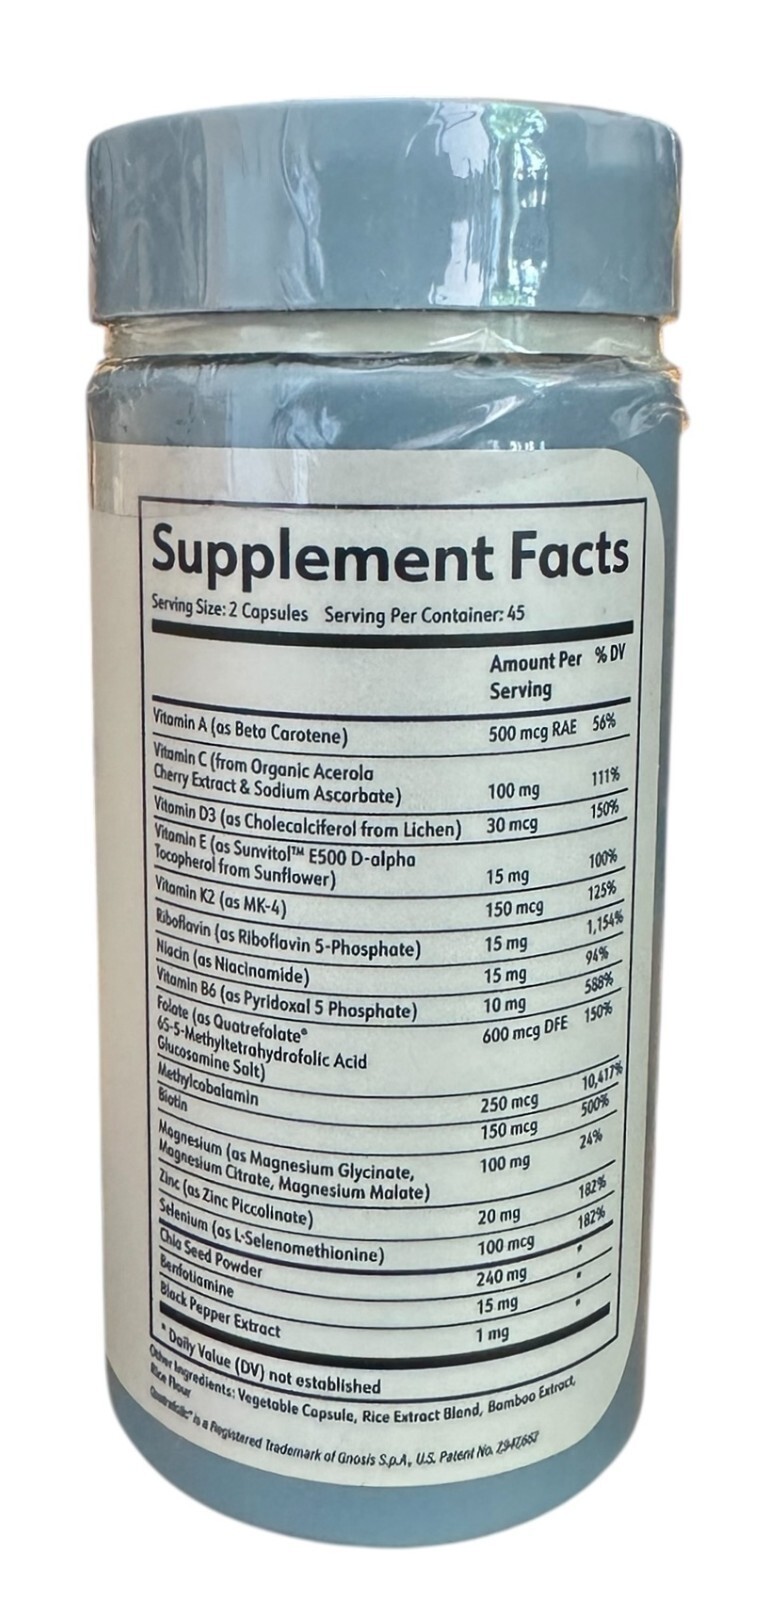 Supplement Facts
Serving Size: 2 Capsules Serving Per Container: 45
Amount Per % DV
Serving
Vitamin A (as Beta Carotene) 500 mcg RAE 56%
Vitamin C (from Organic Acerola
Cherry Extract & Sodium Ascorbate) 100 mg 111%
Vitamin D3 (as Cholecalciferol from Lichen) 30 mcg 150%
Vitamin E (as Sunvitol™ E500 D-alpha
Tocopherol from Sunflower) 15 mg 100%
Vitamin K2 (as MK-4) 150 mcg 125%
Riboflavin (as Riboflavin 5-Phosphate) 15 mg 1,154%
Niacin (as Niacinamide) 15 mg 94%
Vitamin B6 (as Pyridoxal 5 Phosphate) 10 mg 588%
Folate (as Quatrefolate® 600 mcg DFE 150%
6S-5-Methyltetrahydrofolic Acid
Glucosamine Salt)
Methylcobalamin 250 mcg 10,417%
Biotin 150 mcg 500%
Magnesium (as Magnesium Glycinate, 100 mg 24%
Magnesium Citrate, Magnesium Malate)
Zinc (as Zinc Piccolinate) 20 mg 182%
Selenium (as L-Selenomethionine) 100 mcg 182%
Chia Seed Powder 240 mg *
Benfotiamine 15 mg *
Black Pepper Extract 1 mg *
* Daily Value (DV) not established
Other Ingredients: Vegetable Capsule, Rice Extract Blend, Bamboo Extract,
Rice Flour
is a Registered Trademark of Gnosis S.p.A, U.S. Patent No.